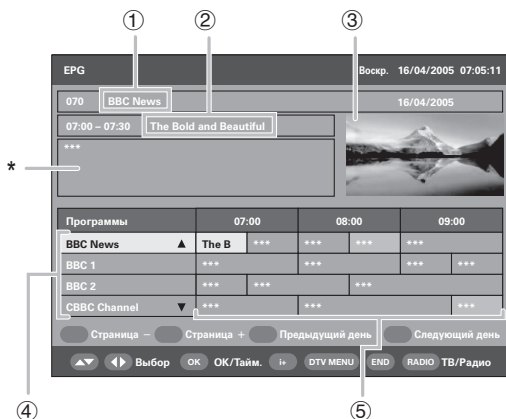 ① ② ③
EPG Воскр. 16/04/2005 07:05:11
070 BBC News 16/04/2005
07:00 – 07:30 The Bold and Beautiful
***
*
Программы 07:00 08:00 09:00
BBC News ▲ The B *** *** *** ***
BBC 1 *** *** *** ***
BBC 2 *** *** ***
CBBC Channel ▼ *** *** ***
Страница – Страница + Предыдущий день Следующий день
▲▼ ◀▶ Выбор OK ОК/Тайм. i+ DTV MENU END RADIO ТВ/Радио
④ ⑤